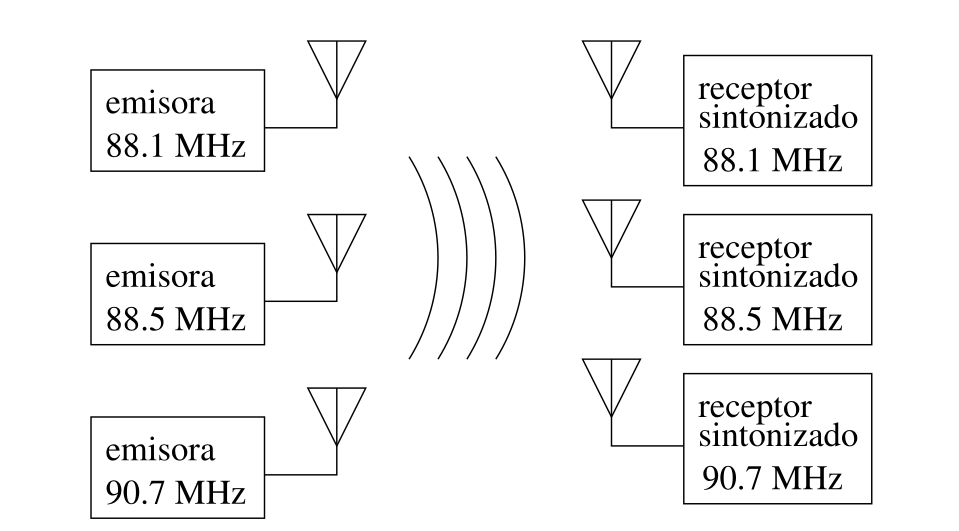 emisora
88.1 MHz
receptor
sintonizado
88.1 MHz
emisora
88.5 MHz
receptor
sintonizado
88.5 MHz
emisora
90.7 MHz
receptor
sintonizado
90.7 MHz